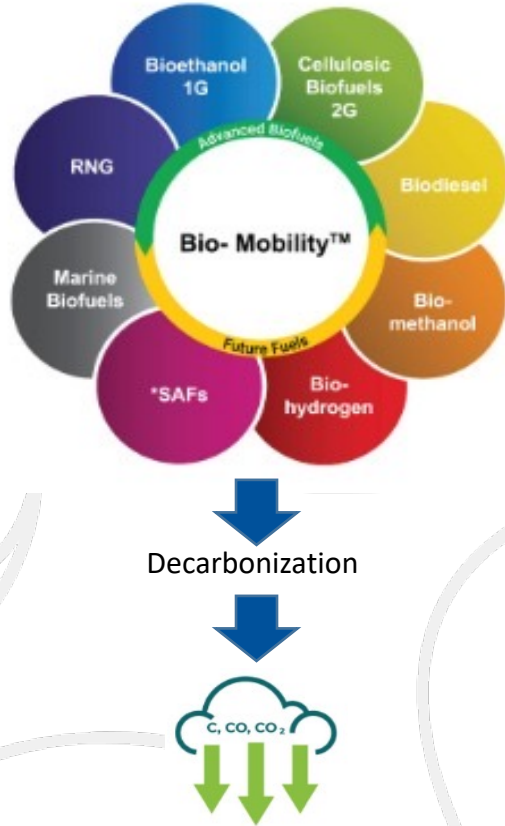 Bioethanol
1G
Cellulosic
Biofuels
2G
RNG
Advanced Biofuels
Biodiesel
Bio- Mobility™
Marine
Biofuels
Bio-
methanol
Future Fuels
*SAFs
Bio-
hydrogen
Decarbonization
C, CO, CO₂